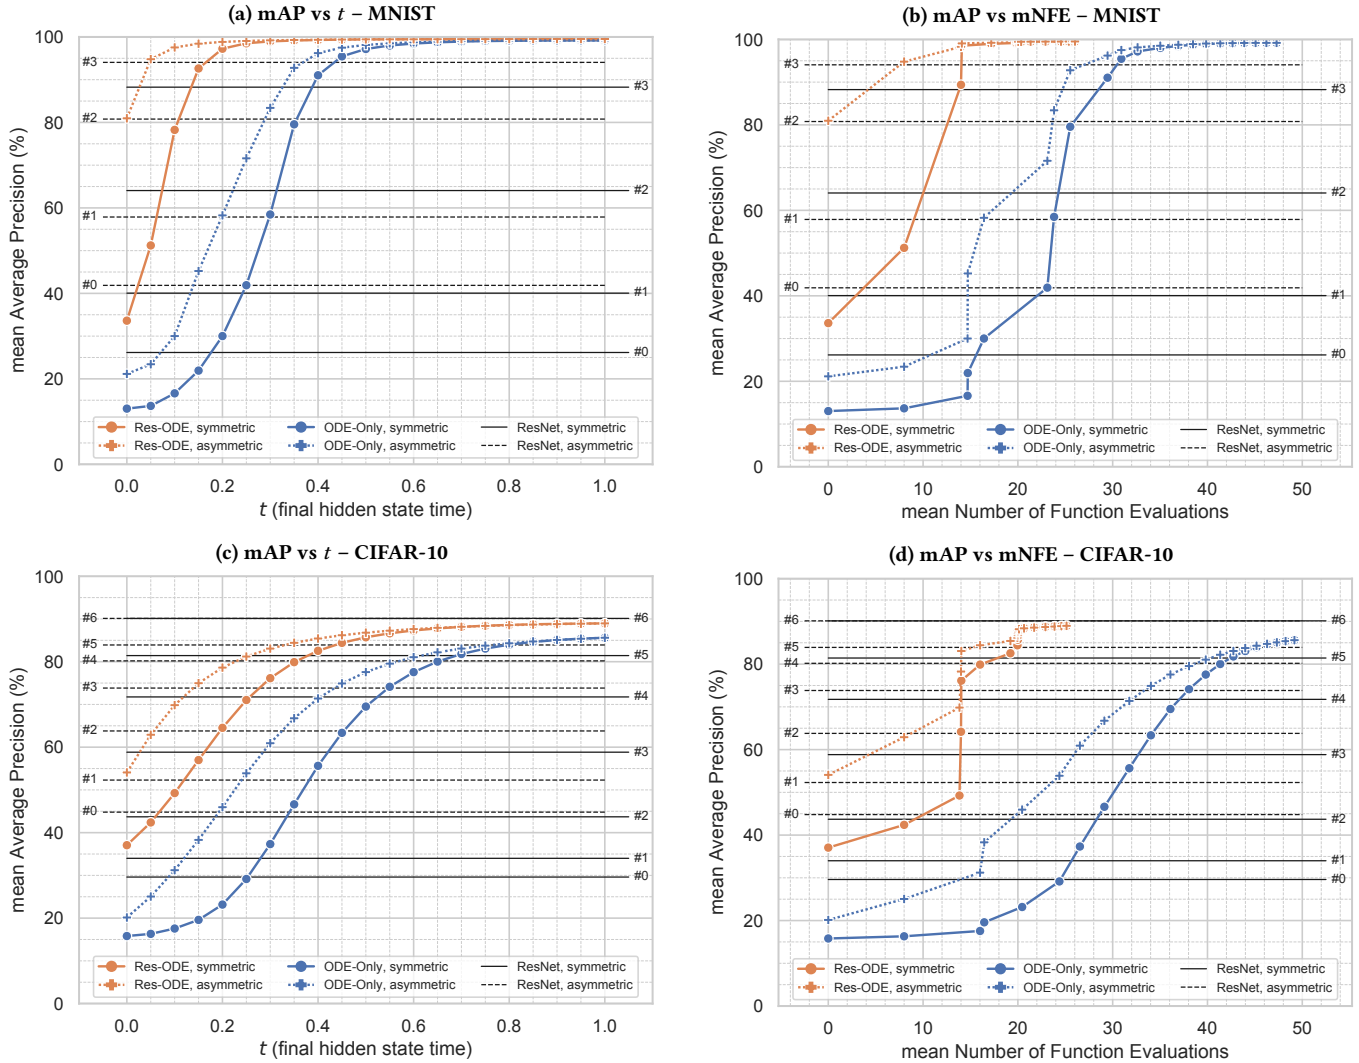 (a) mAP vs t – MNIST
mean Average Precision (%)
100
80
60
40
20
0
#3
#2
#1
#0
#3
#2
#1
#0
Res-ODE, symmetric
ODE-Only, symmetric
ResNet, symmetric
Res-ODE, asymmetric
ODE-Only, asymmetric
ResNet, asymmetric
0.0 0.2 0.4 0.6 0.8 1.0
t (final hidden state time)
(b) mAP vs mNFE – MNIST
mean Average Precision (%)
100
80
60
40
20
0
#3
#2
#1
#0
#3
#2
#1
#0
Res-ODE, symmetric
ODE-Only, symmetric
ResNet, symmetric
Res-ODE, asymmetric
ODE-Only, asymmetric
ResNet, asymmetric
0 10 20 30 40 50
mean Number of Function Evaluations
(c) mAP vs t – CIFAR-10
mean Average Precision (%)
100
80
60
40
20
0
#6
#5
#4
#3
#2
#1
#0
#6
#5
#4
#3
#2
#1
#0
Res-ODE, symmetric
ODE-Only, symmetric
ResNet, symmetric
Res-ODE, asymmetric
ODE-Only, asymmetric
ResNet, asymmetric
0.0 0.2 0.4 0.6 0.8 1.0
t (final hidden state time)
(d) mAP vs mNFE – CIFAR-10
mean Average Precision (%)
100
80
60
40
20
0
#6
#5
#4
#3
#2
#1
#0
#6
#5
#4
#3
#2
#1
#0
Res-ODE, symmetric
ODE-Only, symmetric
ResNet, symmetric
Res-ODE, asymmetric
ODE-Only, asymmetric
ResNet, asymmetric
0 10 20 30 40 50
mean Number of Function Evaluations